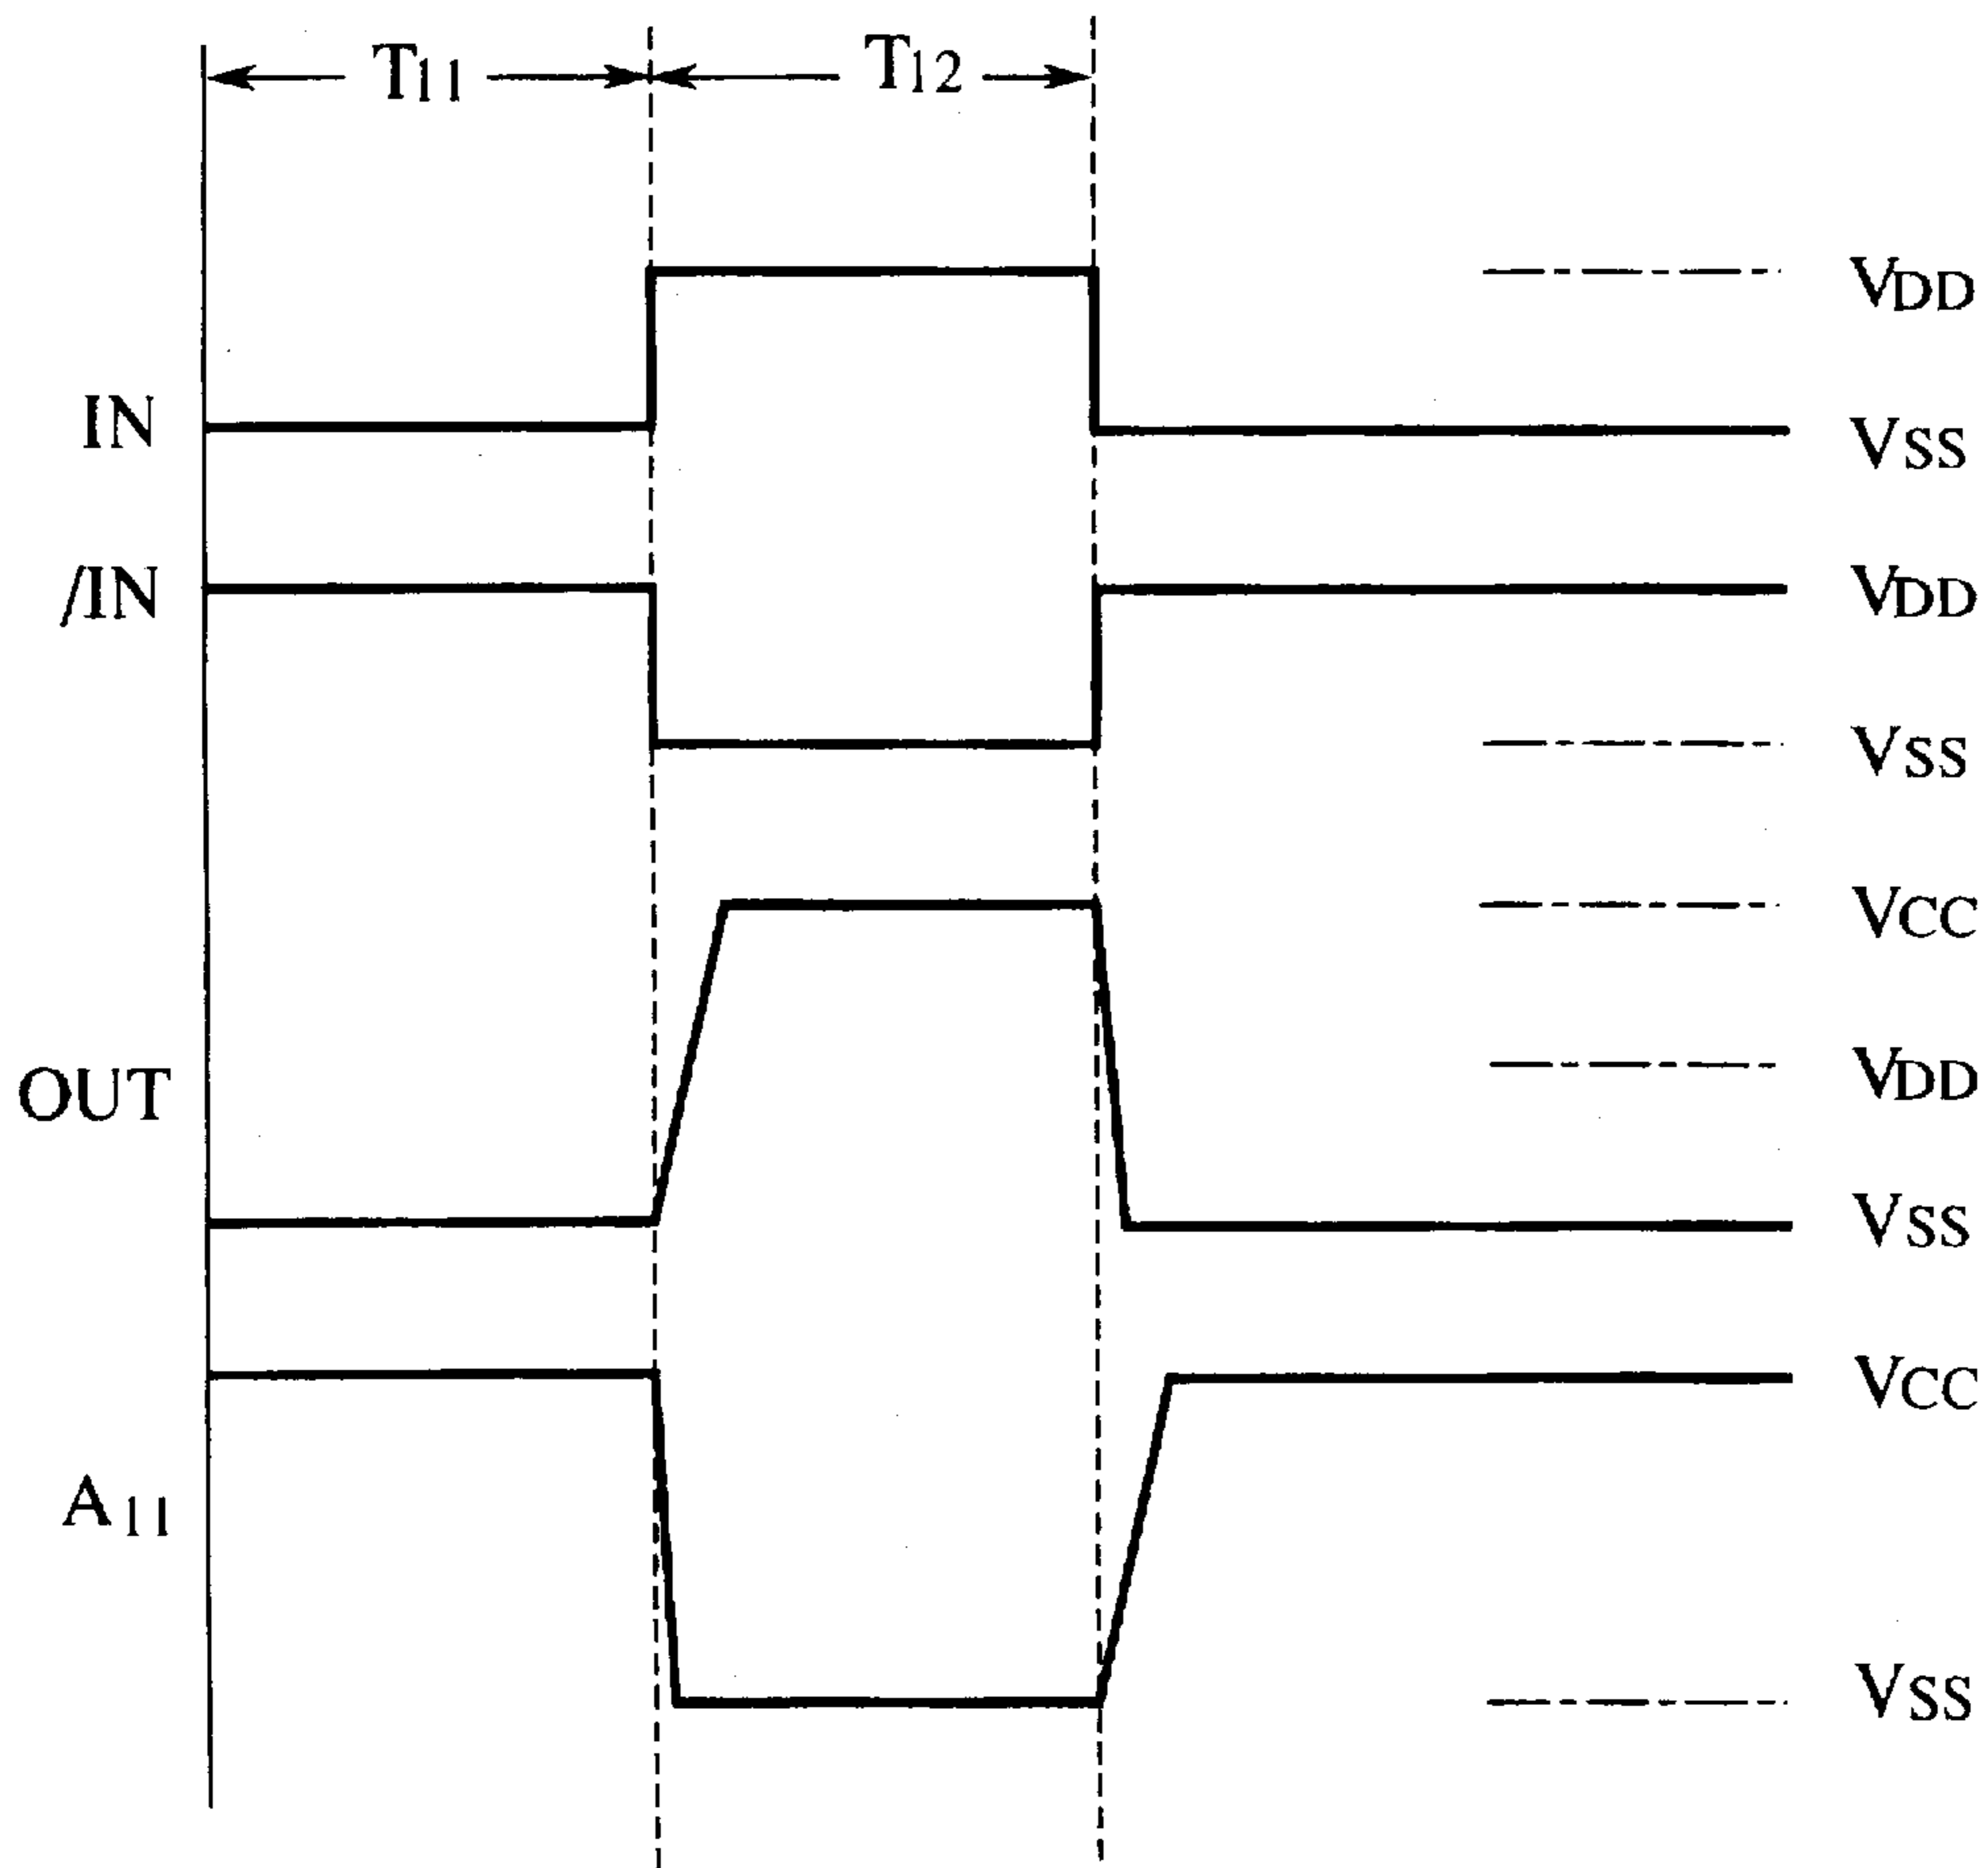 T11 T12
VDD
IN VSS
/IN VDD
VSS
VCC
OUT VDD
VSS
VCC
A11
VSS